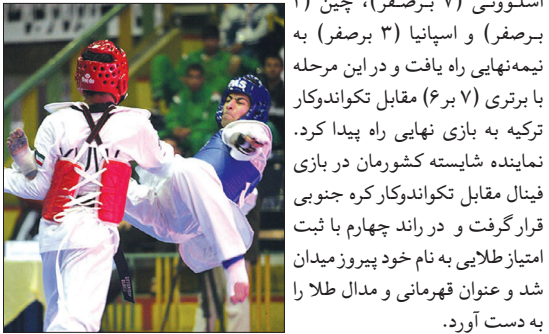 اسلوونی (۷ برصفر)، چین (۲
برصفر) و اسپانیا (۳ برصفر) به
نیمه‌نهایی راه یافت و در این مرحله
با برتری (۷ بر ۶) مقابل تکواندوکار
ترکیه به بازی نهایی راه پیدا کرد.
نماینده شایسته کشورمان در بازی
فینال مقابل تکواندوکار کره جنوبی
قرار گرفت و در راند چهارم با ثبت
امتیاز طلایی به نام خود پیروز میدان
شد و عنوان قهرمانی و مدال طلا را
به دست آورد.